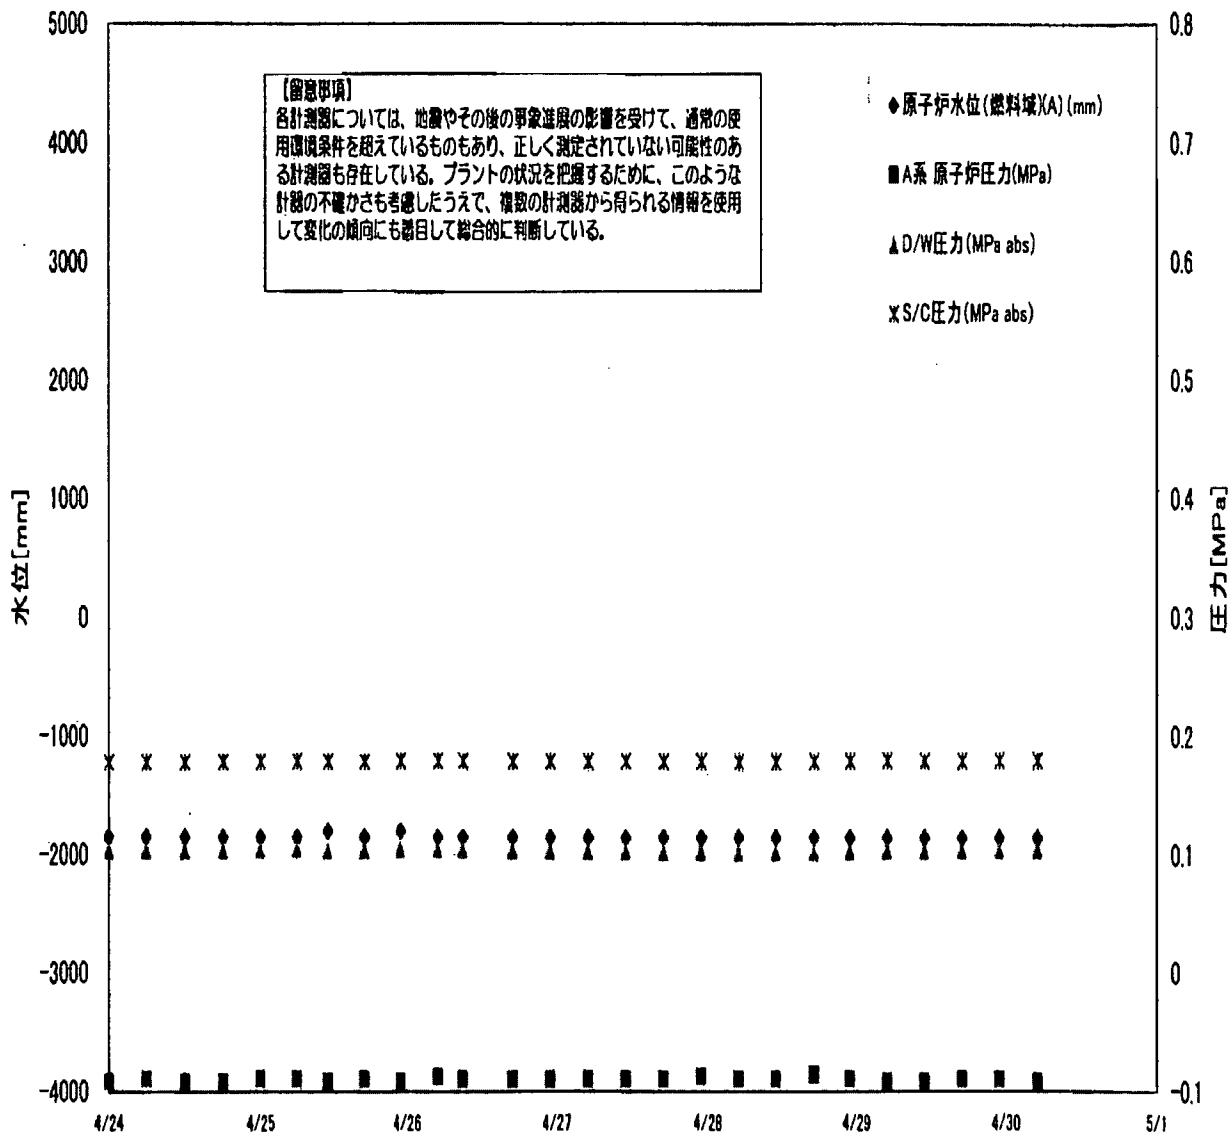 【留意事項】
各計測器については、地震やその後の事象進展の影響を受けて、通常の使
用環境条件を超えているものもあり、正しく測定されていない可能性のあ
る計測器も存在している。プラントの状況を把握するために、このような
計器の不確かさも考慮したうえで、複数の計測器から得られる情報を使用
して変化の傾向にも着目して総合的に判断している。
原子炉水位(燃料域)(A)(mm)
A系 原子炉圧力(MPa)
D/W圧力(MPa abs)
S/C圧力(MPa abs)
水位[mm]
5000
4000
3000
2000
1000
0
-1000
-2000
-3000
-4000
圧力[MPa]
0.8
0.7
0.6
0.5
0.4
0.3
0.2
0.1
0
-0.1
4/24
4/25
4/26
4/27
4/28
4/29
4/30
5/1